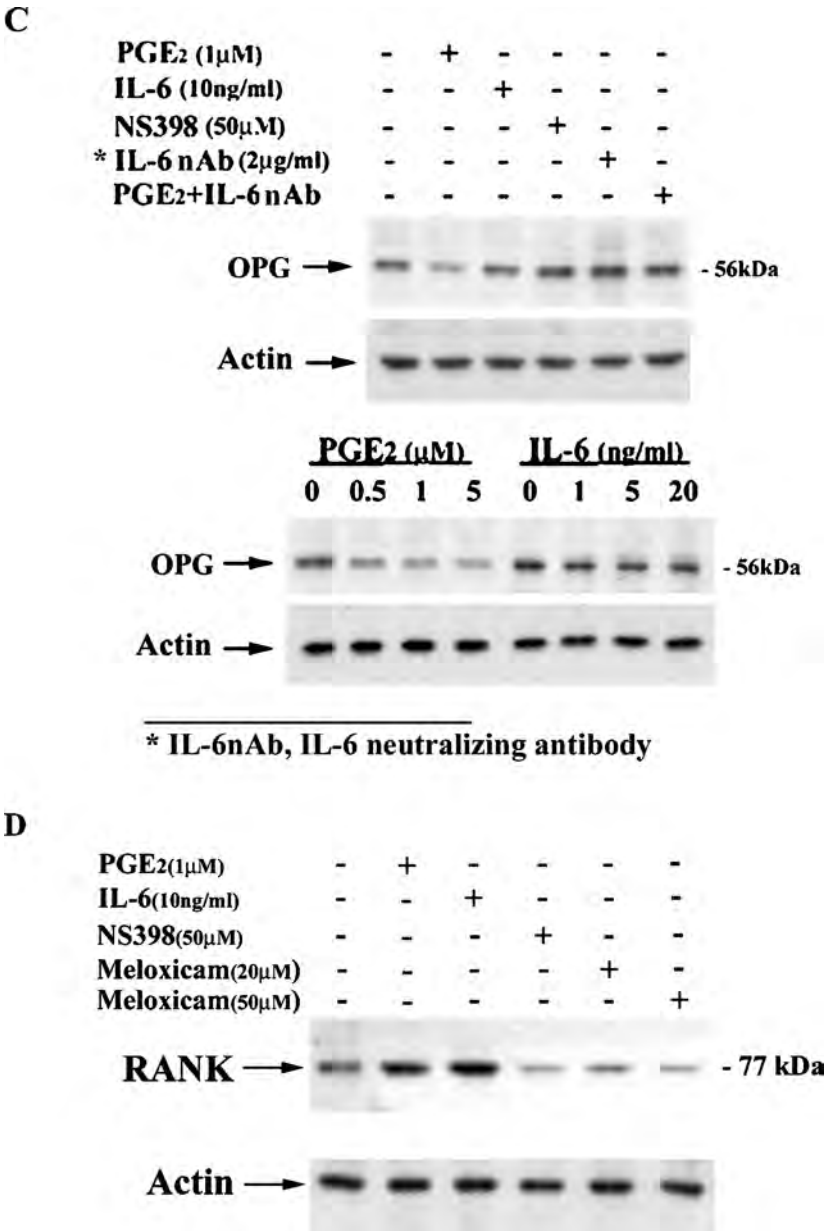 C
PGE2 (1μM) - + - - - -
IL-6 (10ng/ml) - - + - - -
NS398 (50μM) - - - + - -
* IL-6 nAb (2μg/ml) - - - - + -
PGE2+IL-6 nAb - - - - - +
OPG - 56kDa
Actin
PGE2 (μM) IL-6 (ng/ml)
0 0.5 1 5 0 1 5 20
OPG - 56kDa
Actin
* IL-6nAb, IL-6 neutralizing antibody
D
PGE2(1μM) - + - - - -
IL-6(10ng/ml) - - + - - -
NS398(50μM) - - - + - -
Meloxicam(20μM) - - - - + -
Meloxicam(50μM) - - - - - +
RANK - 77 kDa
Actin